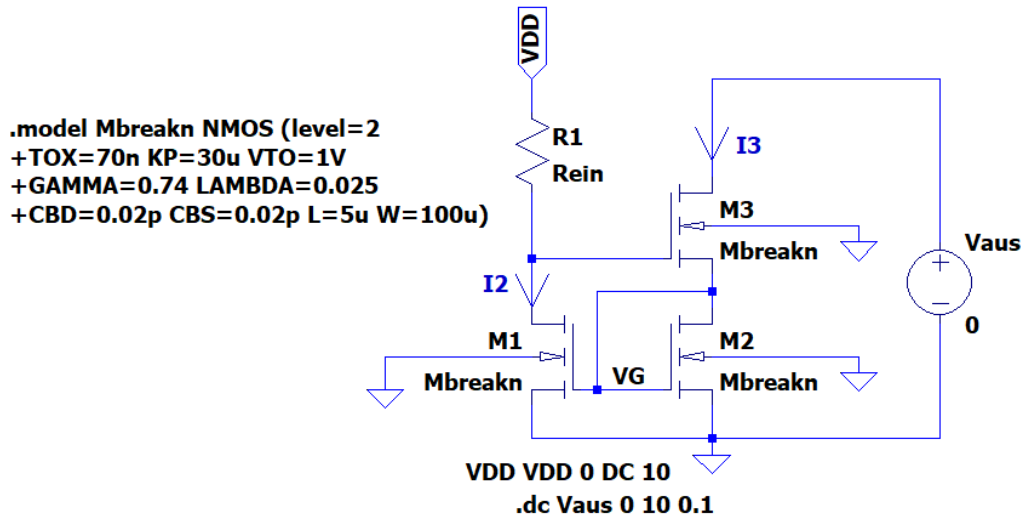 VDD
.model Mbreakn NMOS (level=2
+TOX=70n KP=30u VTO=1V
+GAMMA=0.74 LAMBDA=0.025
+CBD=0.02p CBS=0.02p L=5u W=100u)
R1
Rein
I3
M3
Mbreakn
Vaus
0
I2
M1
Mbreakn
VG
M2
Mbreakn
VDD VDD 0 DC 10
.dc Vaus 0 10 0.1